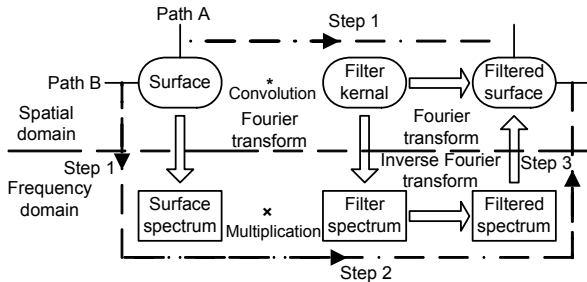 Path A
Step 1
Path B
Surface
*
Convolution
Filter
kernal
Filtered
surface
Spatial
domain
Fourier
transform
Fourier
transform
Step 1
Inverse Fourier
transform
Step 3
Frequency
domain
Surface
spectrum
×
Multiplication
Filter
spectrum
Filtered
spectrum
Step 2